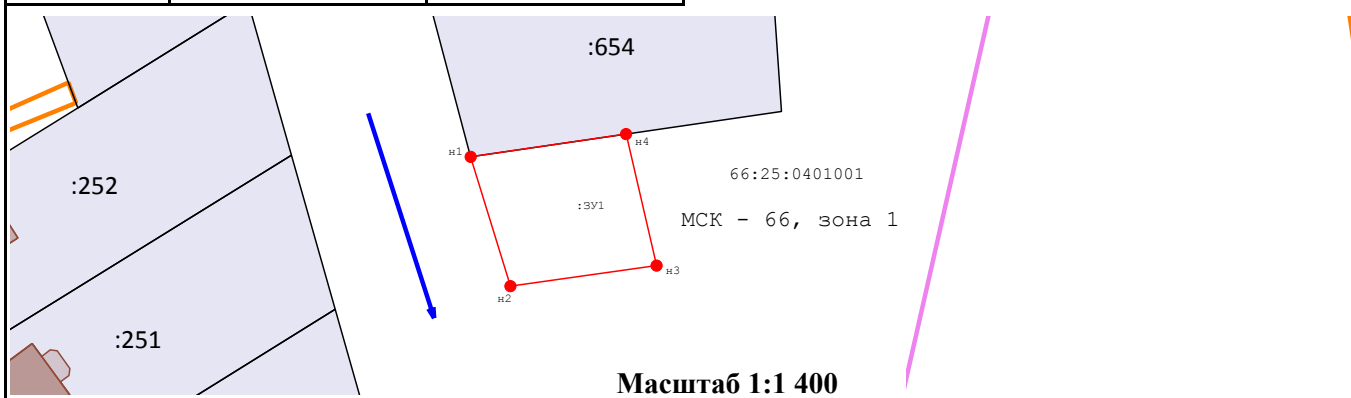 :654
н1
н4
66:25:0401001
:252
:ЗУ1
МСК - 66, зона 1
н3
н2
:251
Масштаб 1:1 400